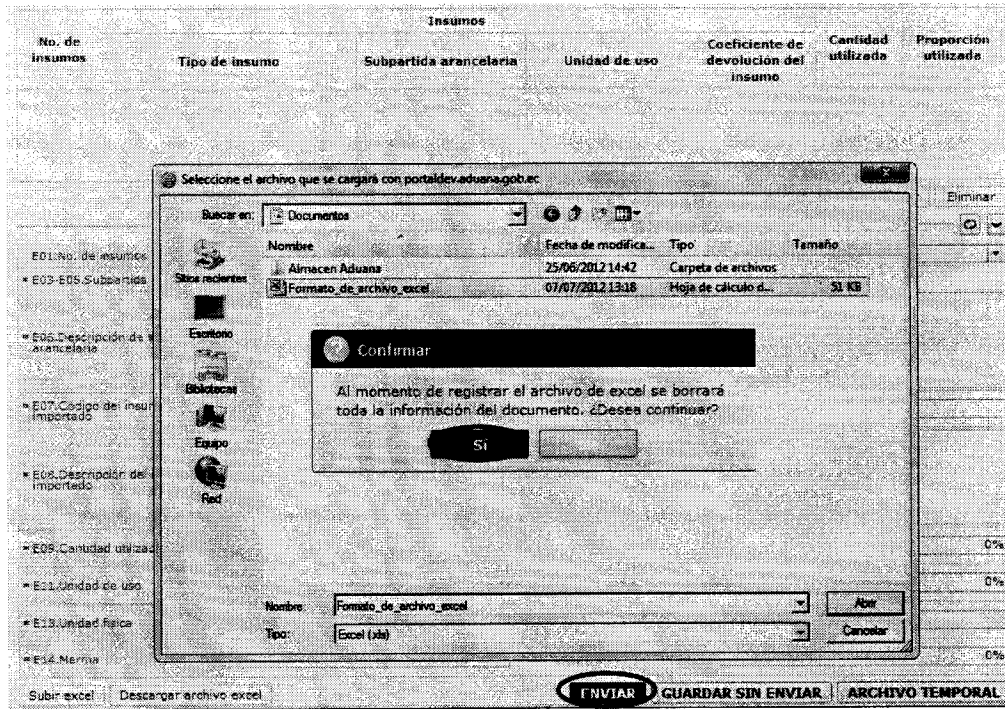 Insumos
No. de insumos
Tipo de insumo
Subpartida arancelaria
Unidad de uso
Coeficiente de devolución del insumo
Cantidad utilizada
Proporción utilizada
Seleccione el archivo que se cargará con portaldev.aduana.gob.ec
Eliminar
Buscar en: Documentos
Nombre Fecha de modifica... Tipo Tamaño
Almacen Aduana 25/06/2012 14:42 Carpeta de archivos
Formato_de_archivo_excel 07/07/2012 13:18 Hoja de cálculo d... 51 KB
Sitios recientes
Escritorio
Bibliotecas
Equipo
Red
E01.No. de insumos
* E03-E05.Subpartida
* E06.Descripción de
arancelaria
* E07.Codigo del insum
importado
* E08.Descripción del
importado
* E09.Cantidad utilizad
* E11.Unidad de uso
* E13.Unidad fisica
* E14.Merma
Confirmar
Al momento de registrar el archivo de excel se borrará
toda la información del documento. ¿Desea continuar?
Sí
0%
0%
0%
Nombre: Formato_de_archivo_excel Abrir
Tipo: Excel (xls) Cancelar
Subir excel Descargar archivo excel ENVIAR GUARDAR SIN ENVIAR ARCHIVO TEMPORAL